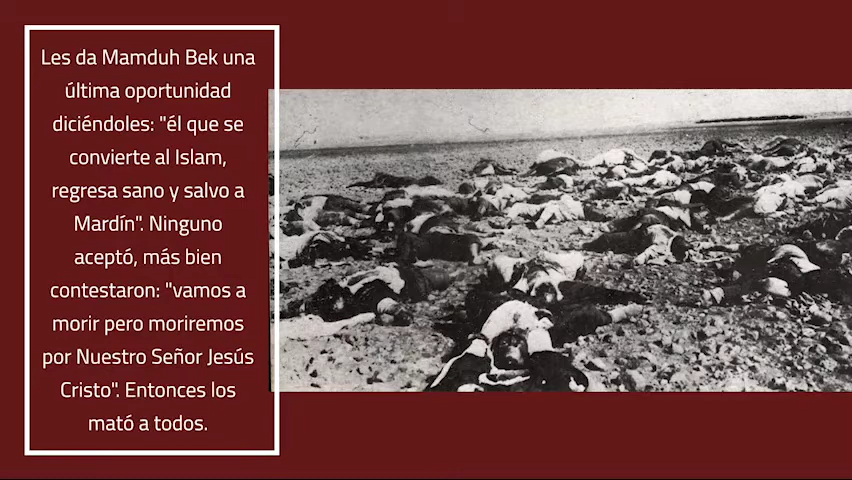 Les da Mamduh Bek una
última oportunidad
diciéndoles: "él que se
convierte al Islam,
regresa sano y salvo a
Mardín". Ninguno
aceptó, más bien
contestaron: "vamos a
morir pero moriremos
por Nuestro Señor Jesús
Cristo". Entonces los
mató a todos.